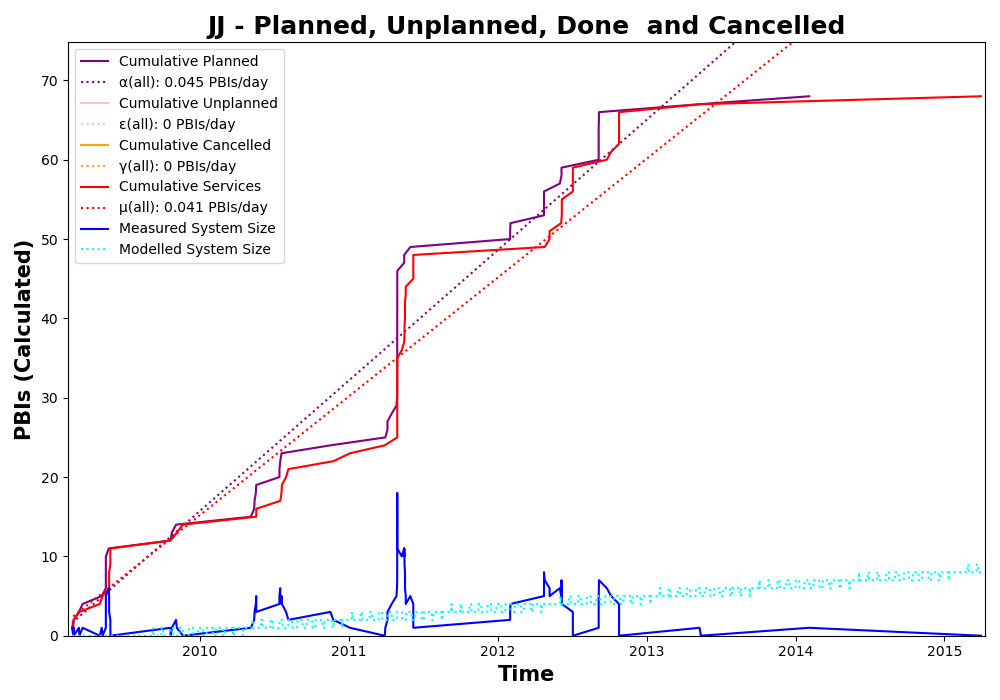 JJ - Planned, Unplanned, Done  and Cancelled
Cumulative Planned
α(all): 0.045 PBIs/day
Cumulative Unplanned
ε(all): 0 PBIs/day
Cumulative Cancelled
γ(all): 0 PBIs/day
Cumulative Services
μ(all): 0.041 PBIs/day
Measured System Size
Modelled System Size
PBIs (Calculated)
70
60
50
40
30
20
10
0
2010 2011 2012 2013 2014 2015
Time